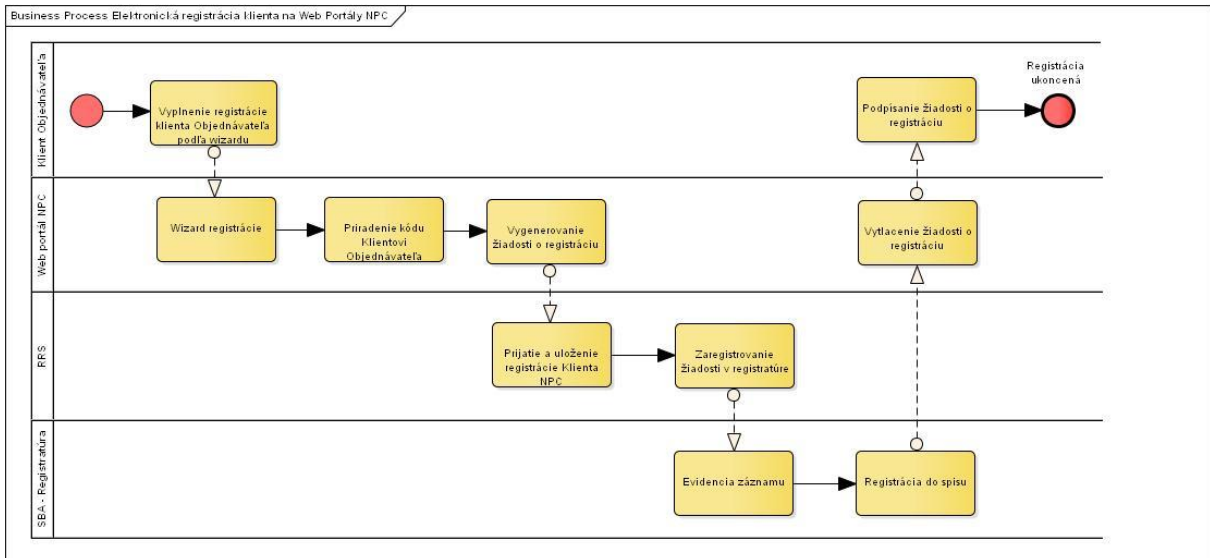 Business Process Elektronická registrácia klienta na Web Portály NPC
Klient Objednávateľa
Vyplnenie registrácie
klienta Objednávateľa
podľa wizardu
Podpísanie žiadosti o
registráciu
Registrácia
ukoncená
Web portál NPC
Wizard registrácie
Priradenie kódu
Klientovi
Objednávateľa
Vygenerovanie
žiadosti o registráciu
Vytlacenie žiadosti o
registráciu
RRS
Prijatie a uloženie
registrácie Klienta
NPC
Zaregistrovanie
žiadosti v registratúre
SBA - Registratúra
Evidencia záznamu
Registrácia do spisu